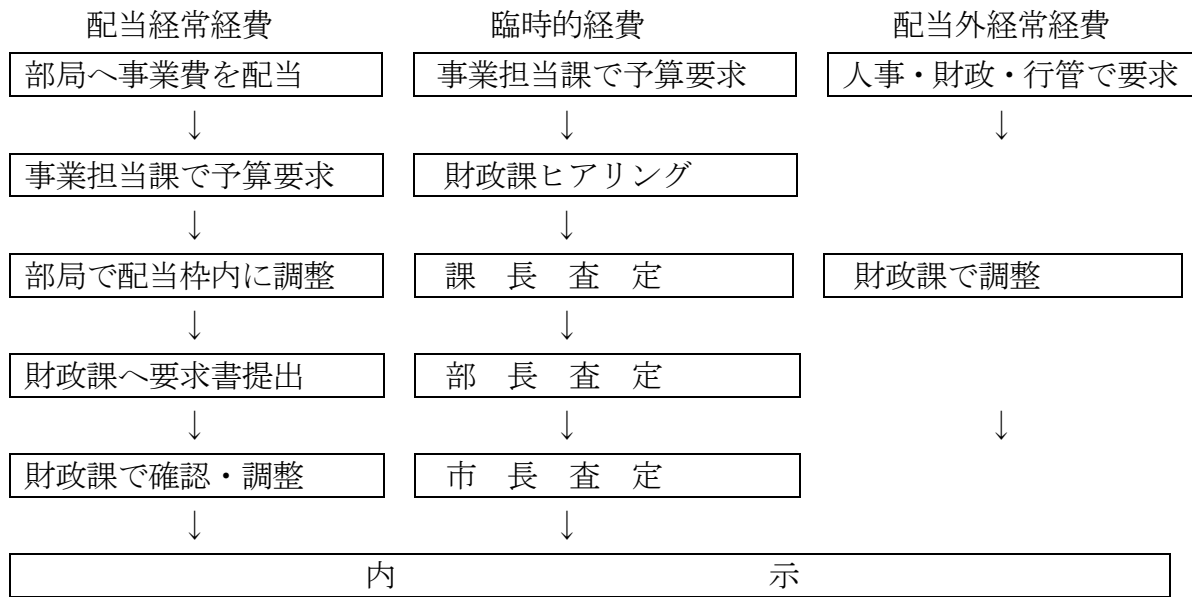 配当経常経費 臨時的経費 配当外経常経費
部局へ事業費を配当 事業担当課で予算要求 人事・財政・行管で要求
↓ ↓ ↓
事業担当課で予算要求 財政課ヒアリング
↓ ↓
部局で配当枠内に調整 課 長 査 定 財政課で調整
↓ ↓
財政課へ要求書提出 部 長 査 定
↓ ↓ ↓
財政課で確認・調整 市 長 査 定
↓ ↓
内 示